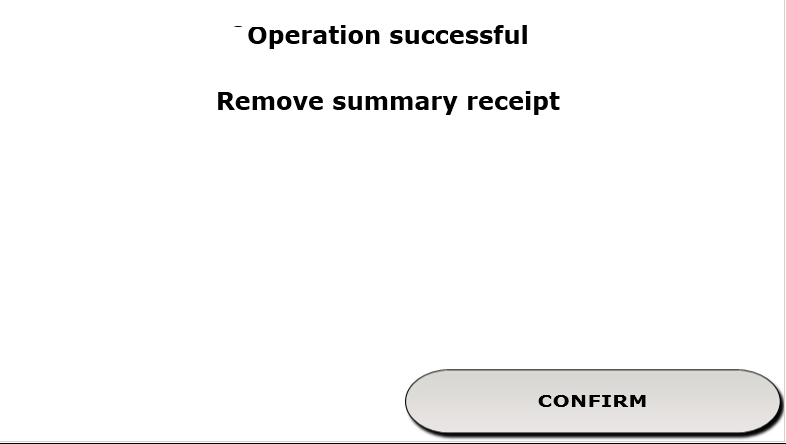 Operation successful
Remove summary receipt
CONFIRM